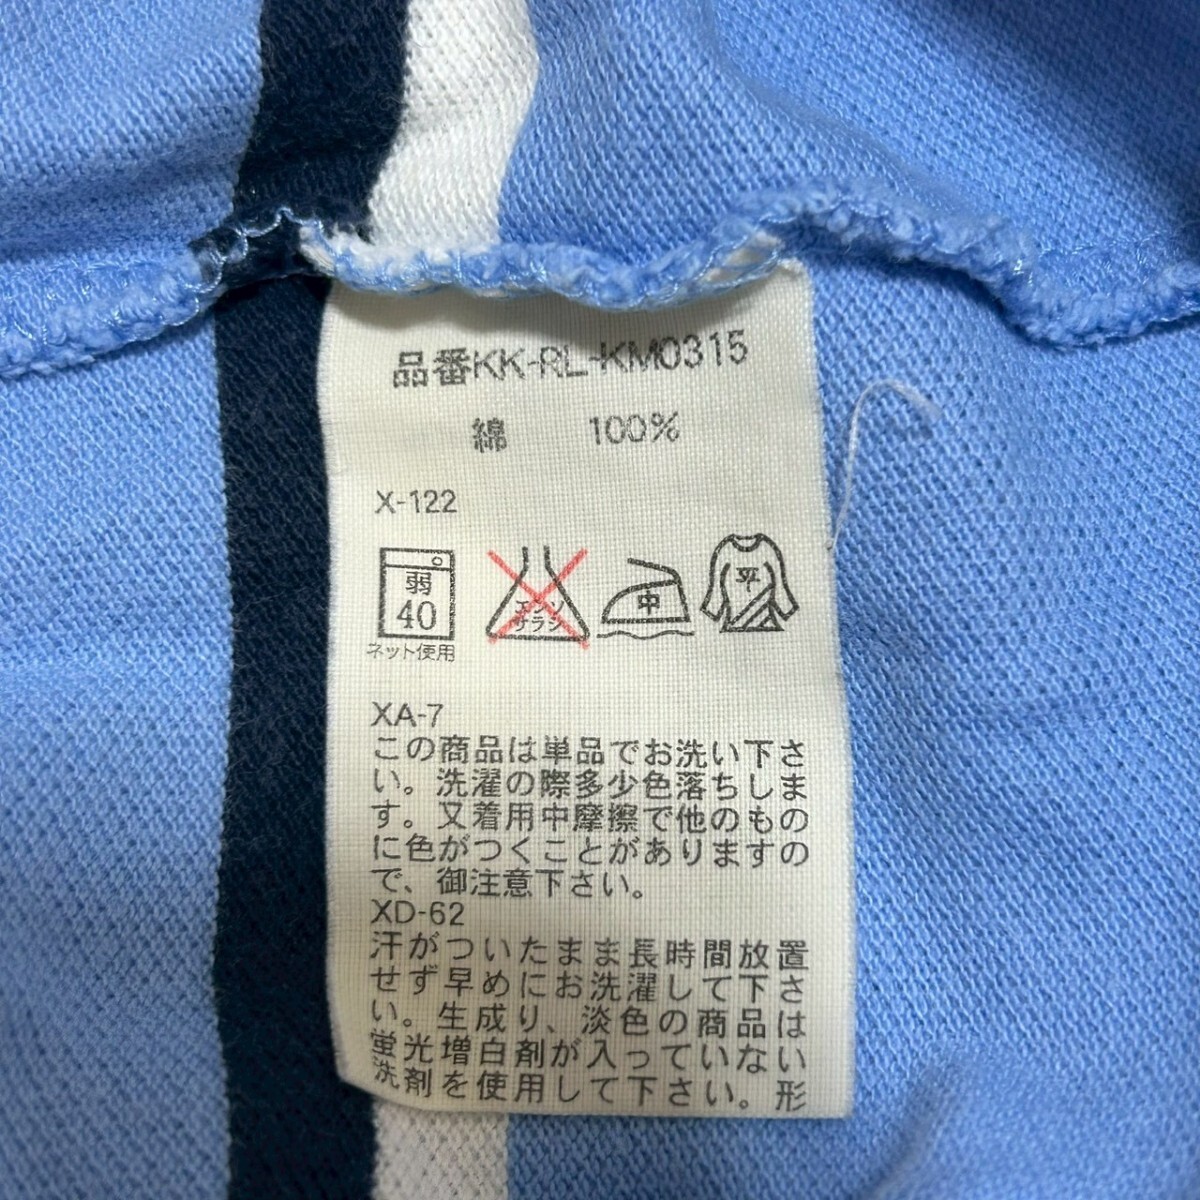 品番KK-RL-KM0315
綿 100%
X-122
弱
40
ネット使用
エンソ
サラシ
中
平
XA-7
この商品は単品でお洗い下さ
い。洗濯の際多少色落ちしま
す。又着用中摩擦で他のもの
に色がつくことがありますの
で、御注意下さい。
XD-62
汗がついたまま長時間放置
せず早めにお洗濯して下さ
い。生成り、淡色の商品は
蛍光増白剤が入っていない
洗剤を使用して下さい。形